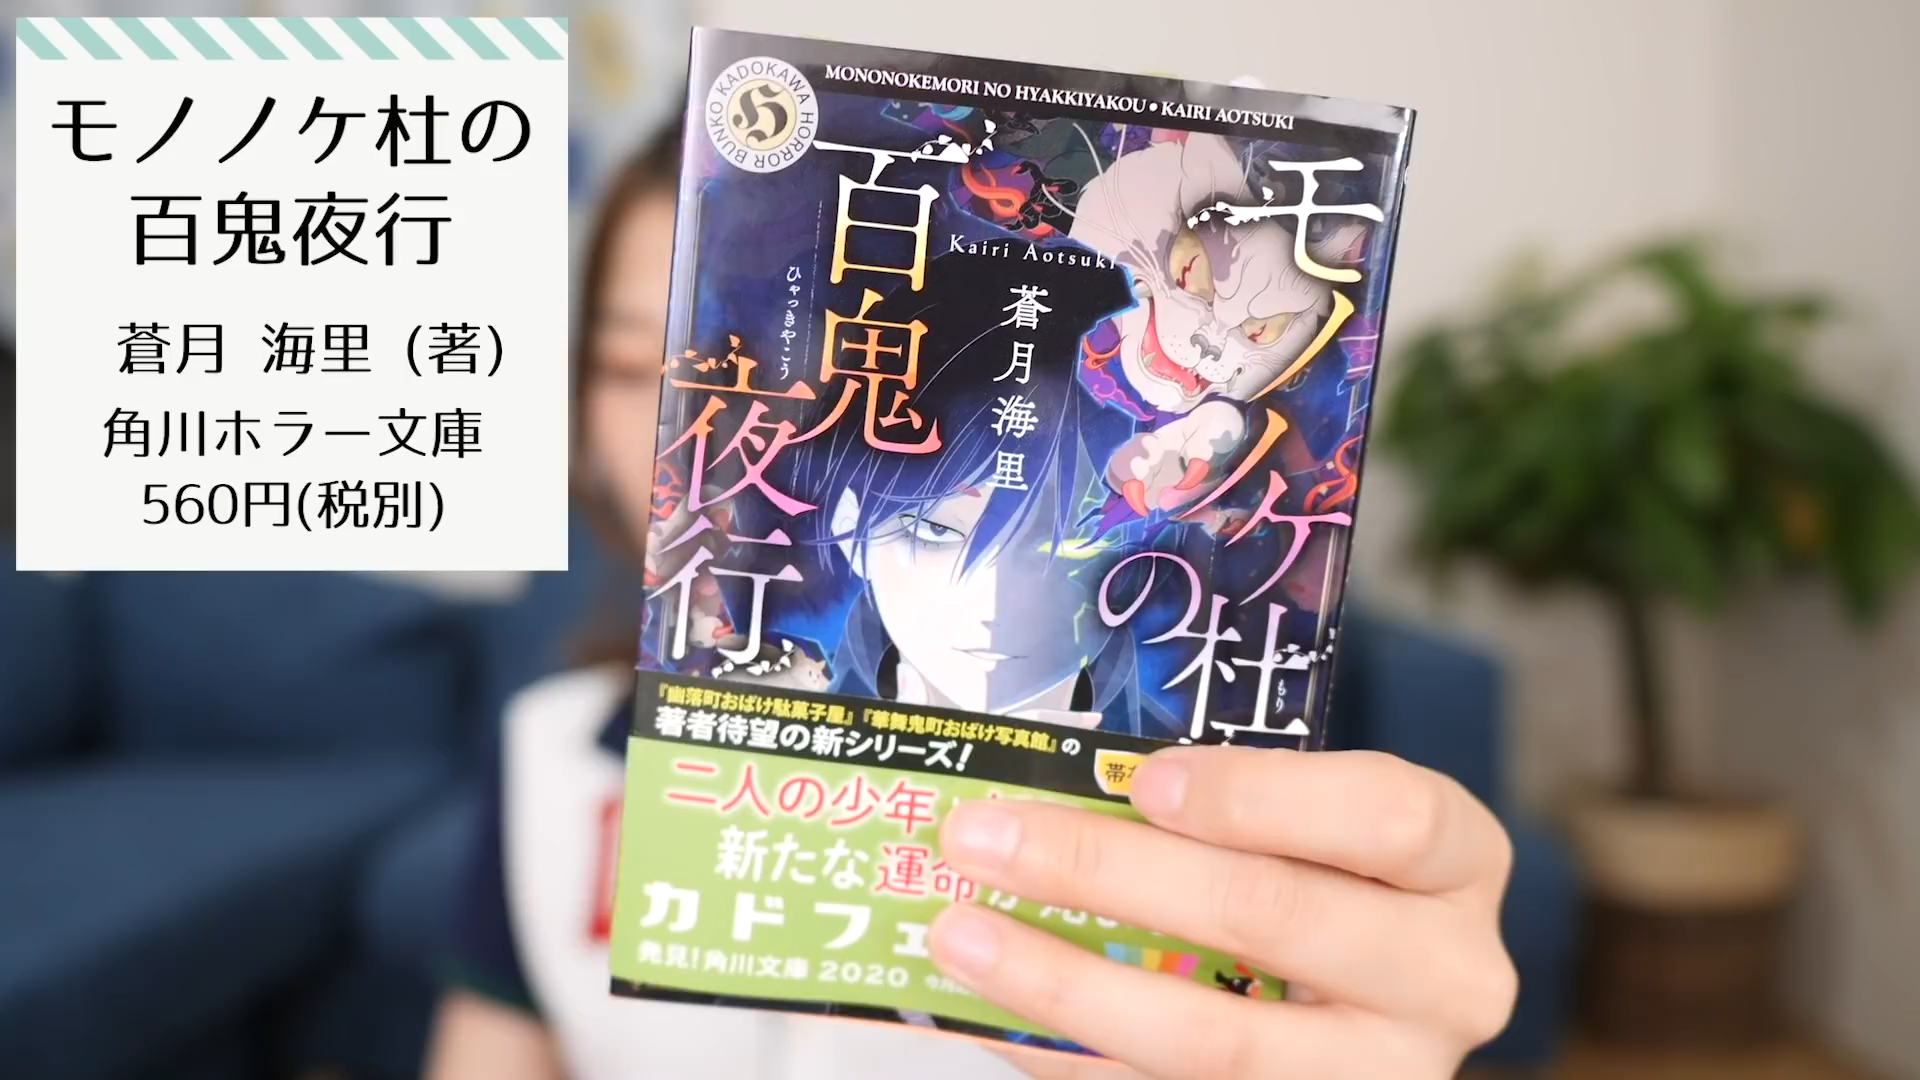 モノノケ杜の
百鬼夜行
蒼月 海里 (著)
角川ホラー文庫
560円(税別)
MONONOKEMORI NO HYAKKIYAKOU • KAIRI AOTSUKI
KADOKAWA HORROR BUNKO
H
モノノケの杜
もり
百鬼
夜行
ひゃっきやこう
Kairi Aotsuki
蒼月海里
『幽落町おばけ駄菓子屋』『華舞鬼町おばけ写真館』の
著者待望の新シリーズ!
二人の少年
新たな運命
カドフェ
発見!角川文庫 2020